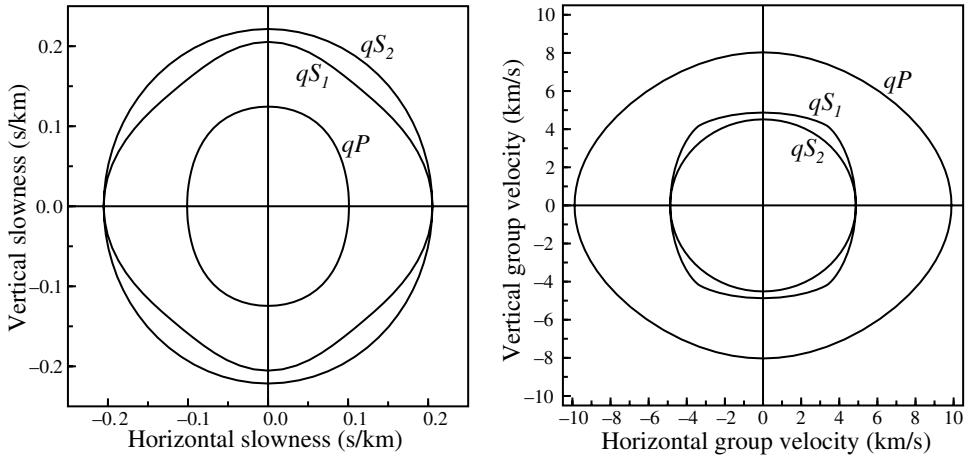 0.2
0.1
0.0
−0.1
−0.2
Vertical slowness (s/km)
qS2
qS1
qP
−0.2 −0.1 0.0 0.1 0.2
Horizontal slowness (s/km)
10
8
6
4
2
0
−2
−4
−6
−8
−10
Vertical group velocity (km/s)
qP
qS1
qS2
−10 −8 −6 −4 −2 0 2 4 6 8 10
Horizontal group velocity (km/s)